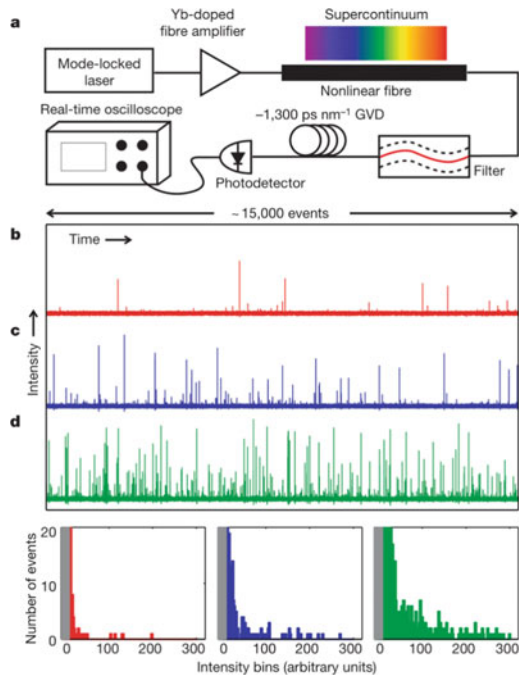 a
Yb-doped
fibre amplifier
Supercontinuum
Mode-locked
laser
Nonlinear fibre
Real-time oscilloscope
~1,300 ps nm⁻¹ GVD
Photodetector
Filter
~15,000 events
b
Time
c
Intensity
d
Number of events
20
10
0
0 100 200 300
0 100 200 300
0 100 200 300
Intensity bins (arbitrary units)